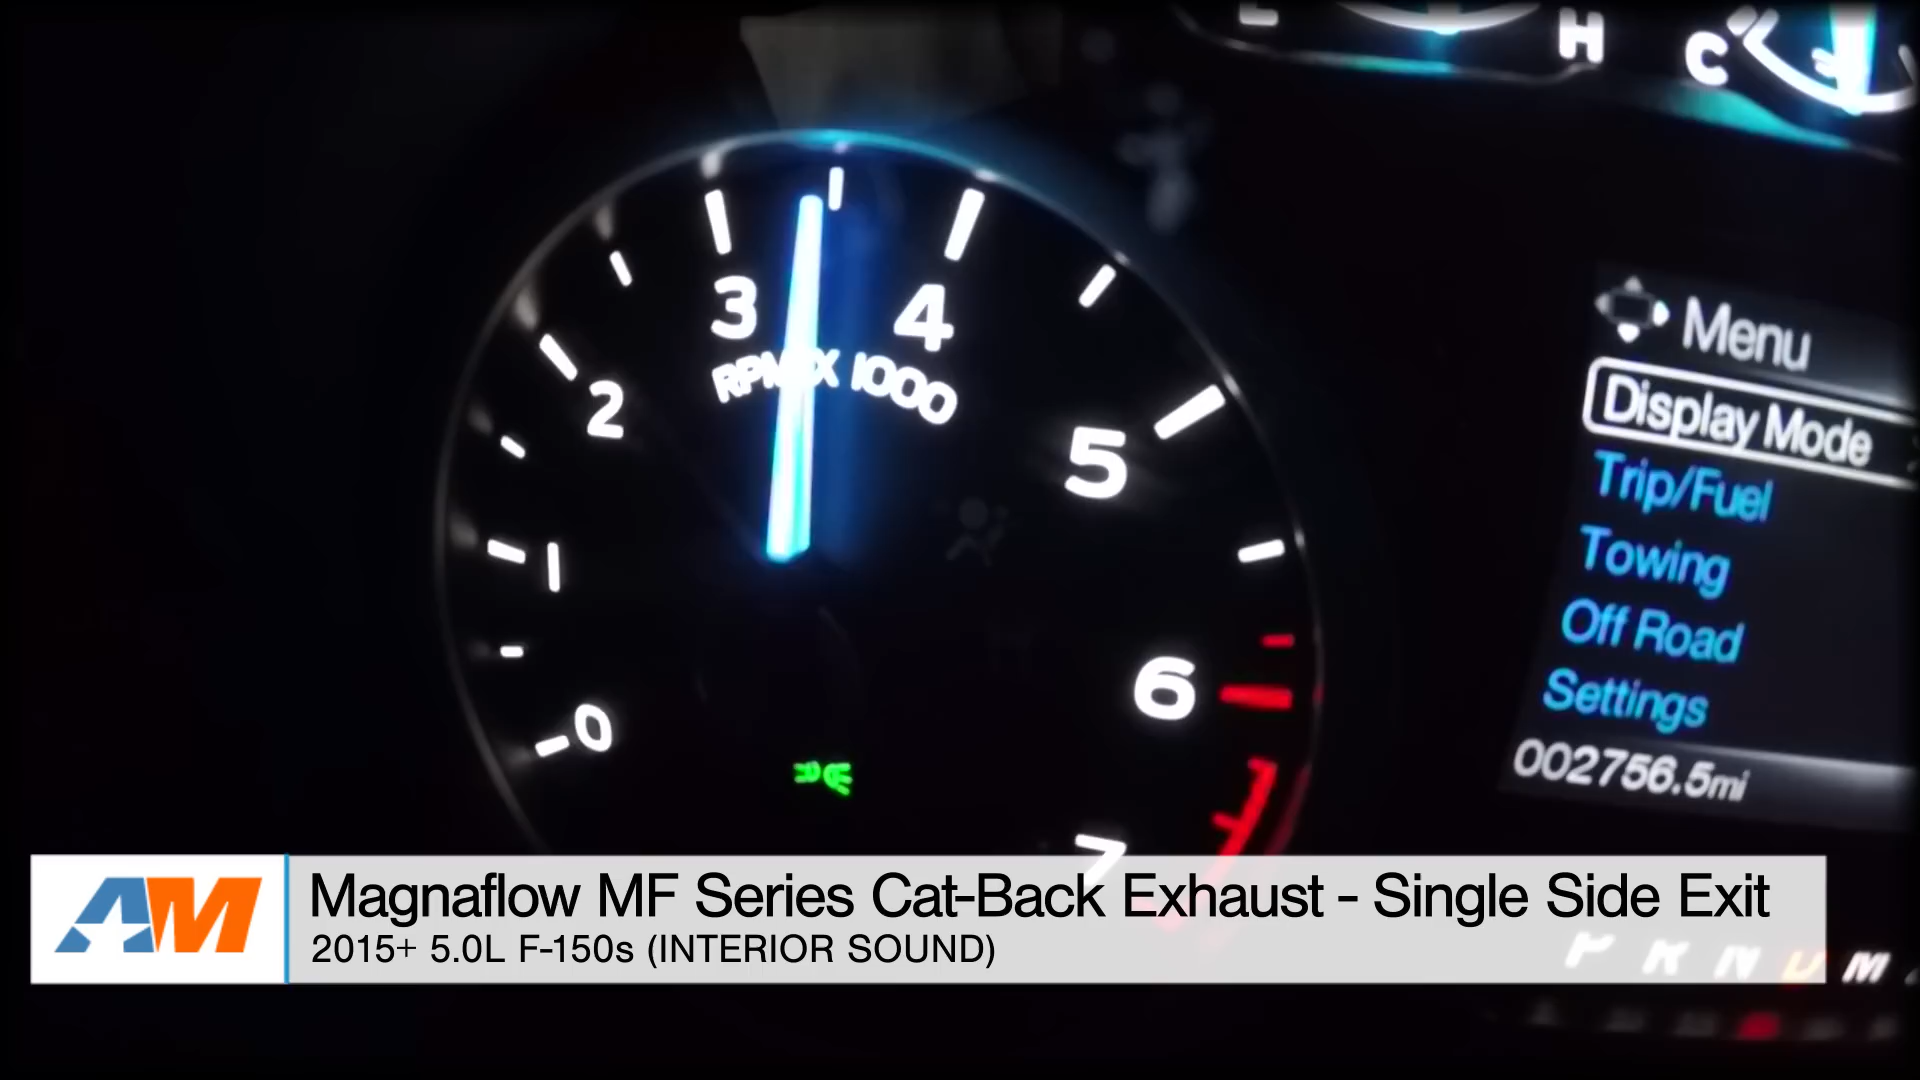 H
C
3
4
RPM X 1000
2
5
1
6
0
7
Menu
Display Mode
Trip/Fuel
Towing
Off Road
Settings
002756.5mi
AM
Magnaflow MF Series Cat-Back Exhaust - Single Side Exit
2015+ 5.0L F-150s (INTERIOR SOUND)
P R N D M